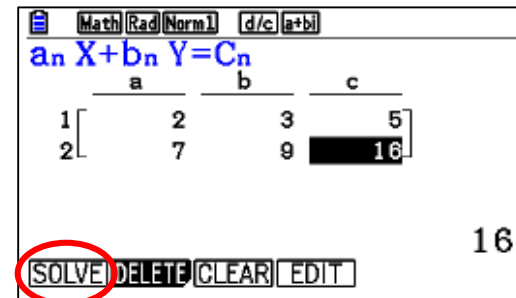 Math Rad Norm1 d/c a+bi
an X+bn Y=Cn
a b c
1 2 3 5
2 7 9 16
16
SOLVE DELETE CLEAR EDIT